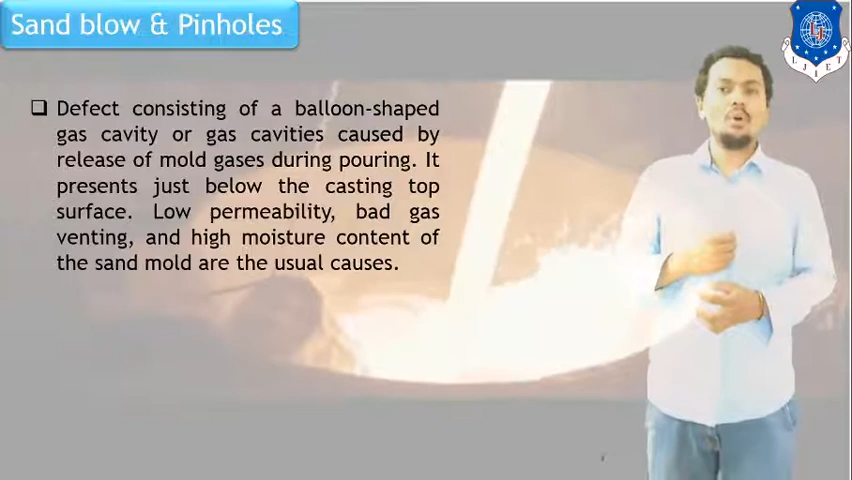 Sand blow & Pinholes
❑ Defect consisting of a balloon-shaped
gas cavity or gas cavities caused by
release of mold gases during pouring. It
presents just below the casting top
surface. Low permeability, bad gas
venting, and high moisture content of
the sand mold are the usual causes.
LJ
LJIET